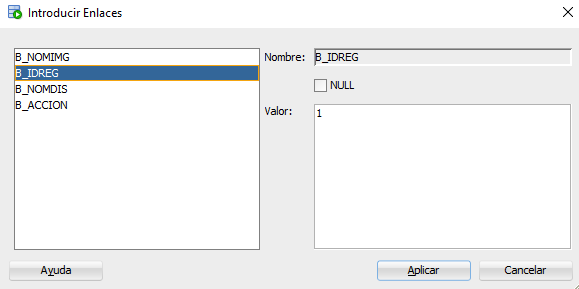 Introducir Enlaces
B_NOMIMG
B_IDREG
B_NOMDIS
B_ACCION
Nombre: B_IDREG
NULL
Valor: 1
Ayuda
Aplicar
Cancelar